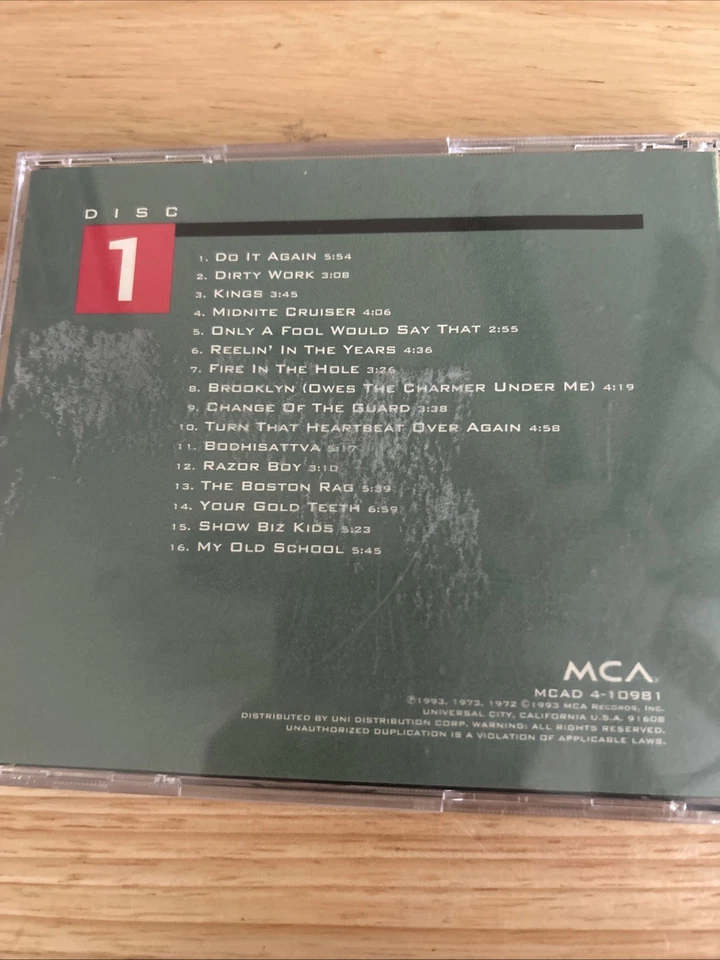 DISC
1
1. DO IT AGAIN 5:54
2. DIRTY WORK 3:08
3. KINGS 3:45
4. MIDNITE CRUISER 4:06
5. ONLY A FOOL WOULD SAY THAT 2:55
6. REELIN' IN THE YEARS 4:36
7. FIRE IN THE HOLE 3:26
8. BROOKLYN (OWES THE CHARMER UNDER ME) 4:19
9. CHANGE OF THE GUARD 3:38
10. TURN THAT HEARTBEAT OVER AGAIN 4:58
11. BODHISATTVA 5:17
12. RAZOR BOY 3:10
13. THE BOSTON RAG 5:39
14. YOUR GOLD TEETH 6:59
15. SHOW BIZ KIDS 5:23
16. MY OLD SCHOOL 5:45
MCA
MCAD 4-10981
℗1993, 1973, 1972 ©1993 MCA RECORDS, INC.
UNIVERSAL CITY, CALIFORNIA U.S.A. 91608
DISTRIBUTED BY UNI DISTRIBUTION CORP. WARNING: ALL RIGHTS RESERVED.
UNAUTHORIZED DUPLICATION IS A VIOLATION OF APPLICABLE LAWS.